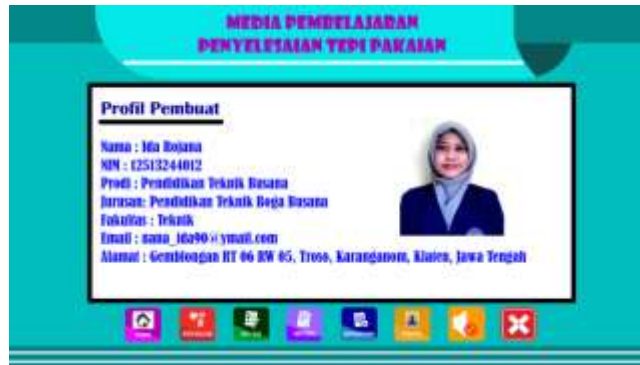 MEDIA PEMBELAJARAN
PENYELESAIAN TEPI PAKAIAN
Profil Pembuat
Nama : Ida Rojana
NIM : 12513244012
Prodi : Pendidikan Teknik Busana
Jurusan: Pendidikan Teknik Boga Busana
Fakultas : Teknik
Email : nana_ida90@ymail.com
Alamat : Gemblongan RT 06 RW 05, Troso, Karanganom, Klaten, Jawa Tengah